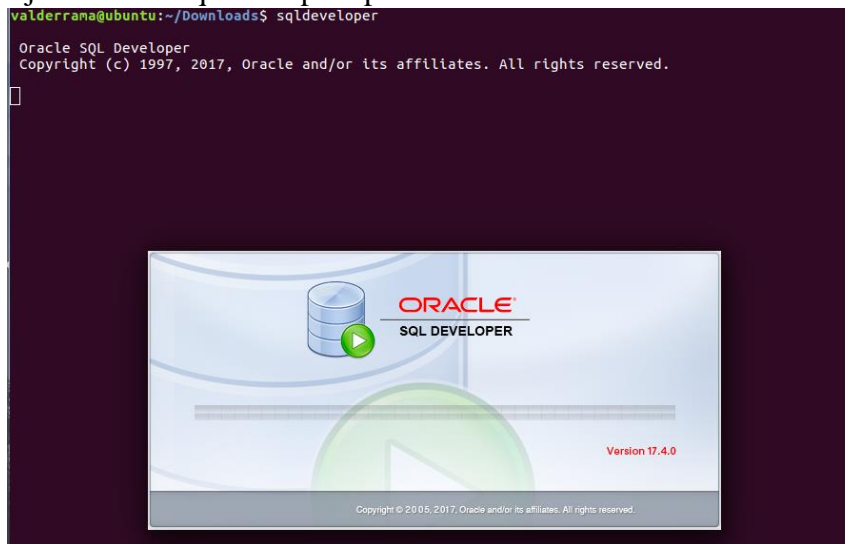 valderrama@ubuntu:~/Downloads$ sqldeveloper
Oracle SQL Developer
Copyright (c) 1997, 2017, Oracle and/or its affiliates. All rights reserved.
ORACLE
SQL DEVELOPER
Version 17.4.0
Copyright © 2005, 2017, Oracle and/or its affiliates. All rights reserved.